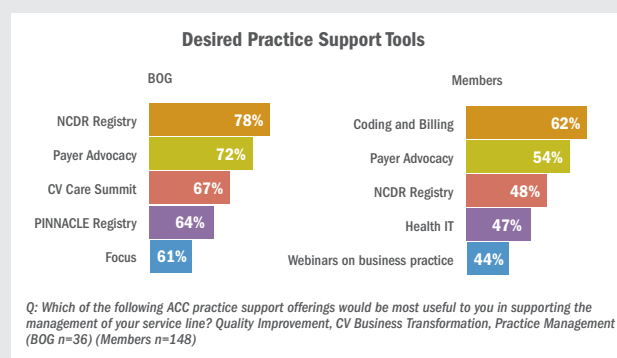 Desired Practice Support Tools
BOG
NCDR Registry 78%
Payer Advocacy 72%
CV Care Summit 67%
PINNACLE Registry 64%
Focus 61%
Members
Coding and Billing 62%
Payer Advocacy 54%
NCDR Registry 48%
Health IT 47%
Webinars on business practice 44%
Q: Which of the following ACC practice support offerings would be most useful to you in supporting the
management of your service line? Quality Improvement, CV Business Transformation, Practice Management
(BOG n=36) (Members n=148)